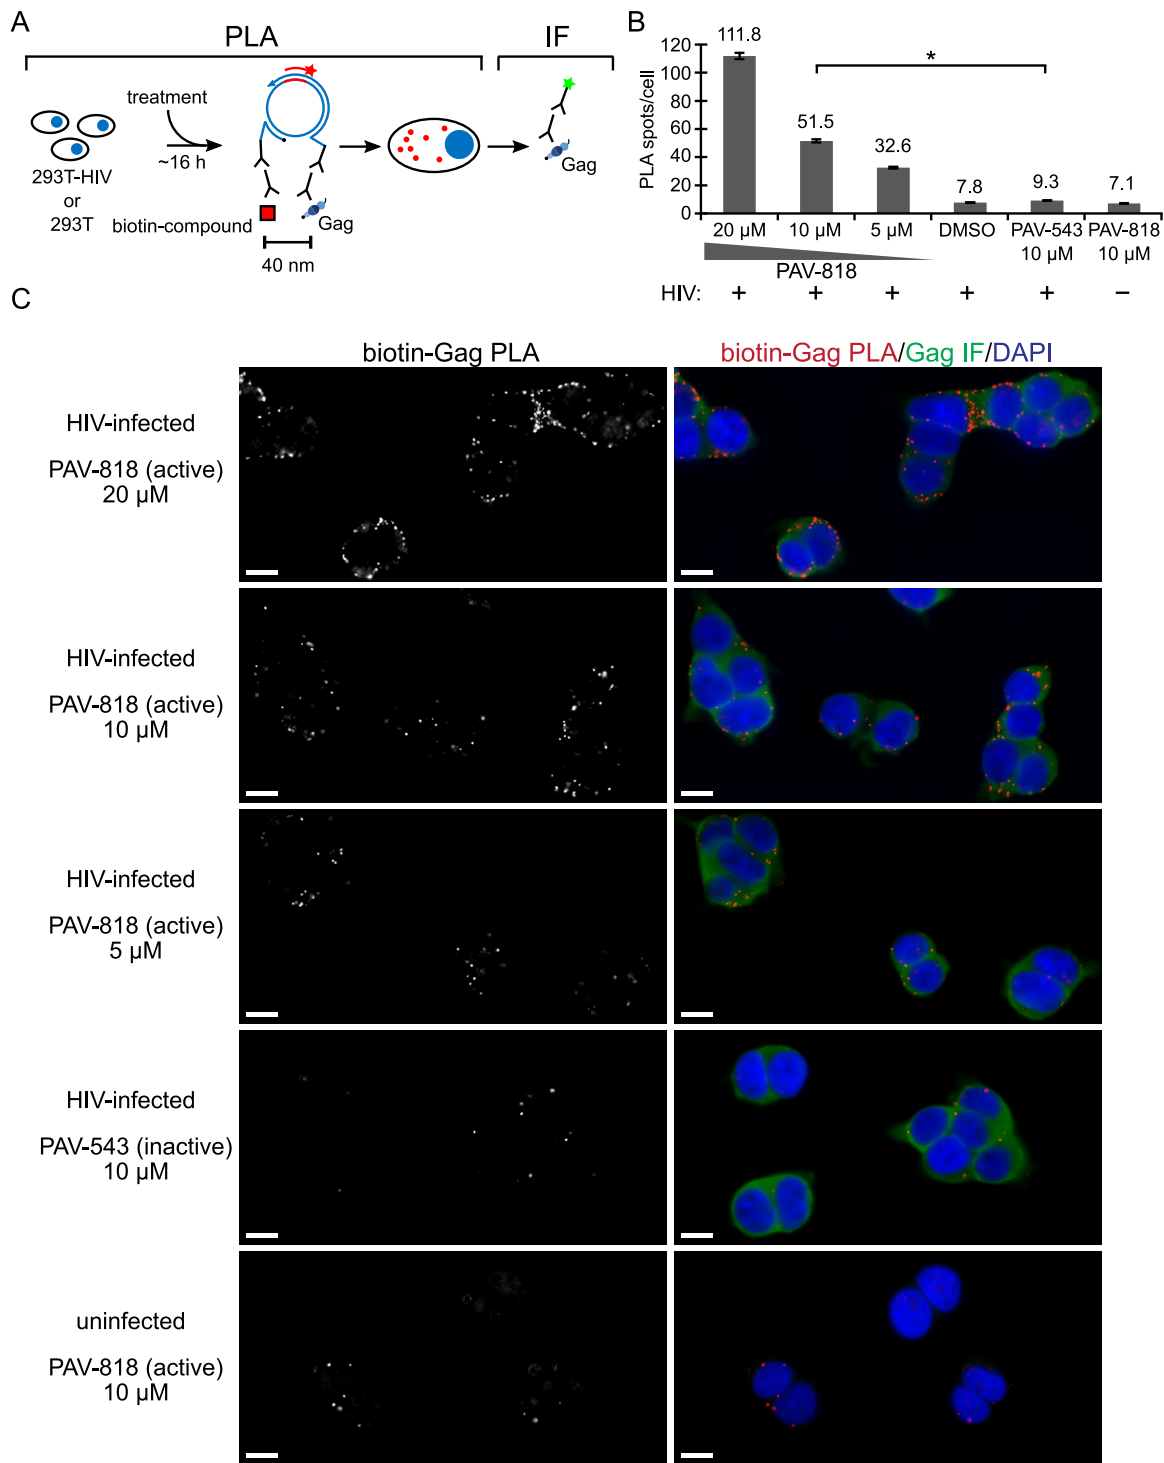 A
PLA
IF
treatment
~16 h
293T-HIV
or
293T
biotin-compound
Gag
40 nm
Gag
B
PLA spots/cell
120
100
80
60
40
20
0
111.8
51.5
32.6
7.8
9.3
7.1
*
20 µM
10 µM
5 µM
DMSO
PAV-543
10 µM
PAV-818
10 µM
PAV-818
HIV: + + + + + −
C
biotin-Gag PLA
biotin-Gag PLA/Gag IF/DAPI
HIV-infected
PAV-818 (active)
20 µM
HIV-infected
PAV-818 (active)
10 µM
HIV-infected
PAV-818 (active)
5 µM
HIV-infected
PAV-543 (inactive)
10 µM
uninfected
PAV-818 (active)
10 µM